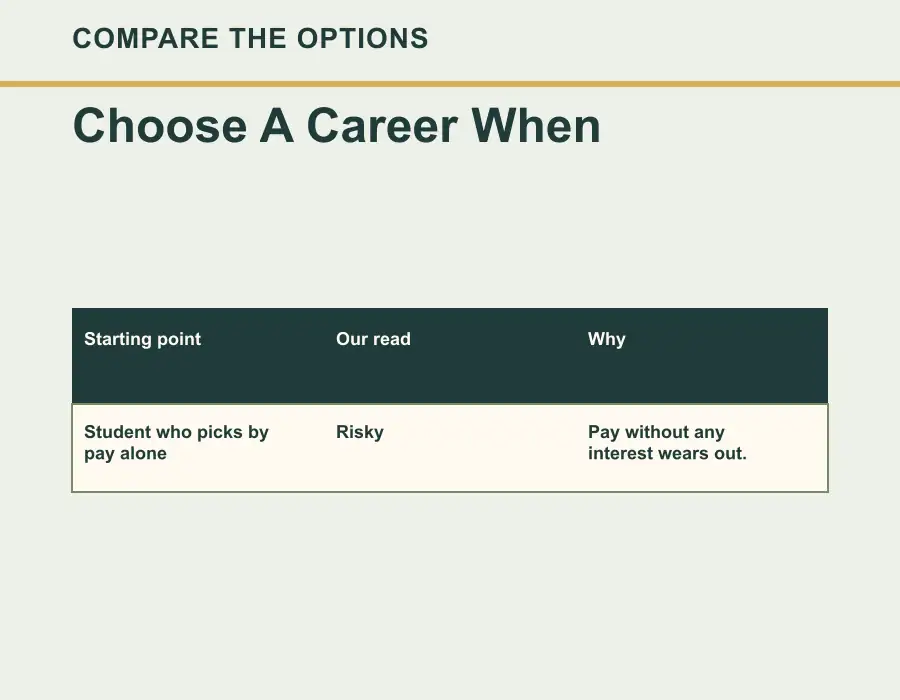 COMPARE THE OPTIONS
Choose A Career When
Starting point
Our read
Why
Student who picks by
pay alone
Risky
Pay without any
interest wears out.